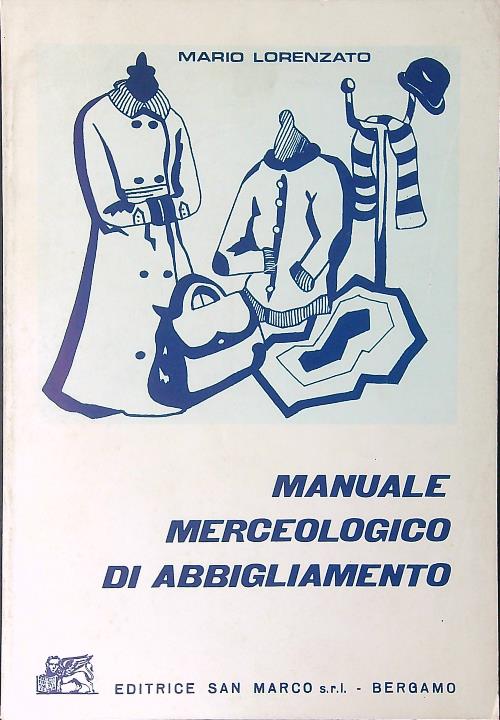 MARIO LORENZATO
MANUALE
MERCEOLOGICO
DI ABBIGLIAMENTO
EDITRICE SAN MARCO s.r.l. - BERGAMO